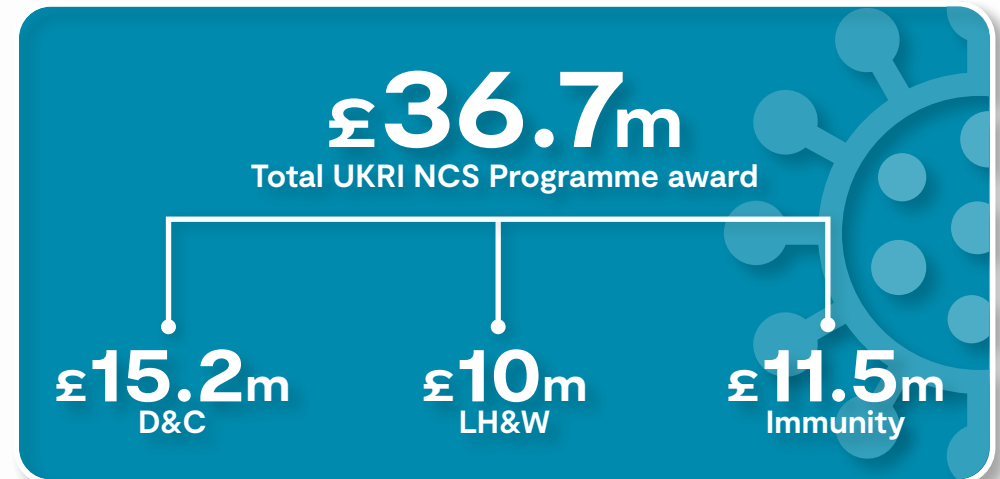 £36.7m
Total UKRI NCS Programme award
£15.2m £10m £11.5m
D&C LH&W Immunity